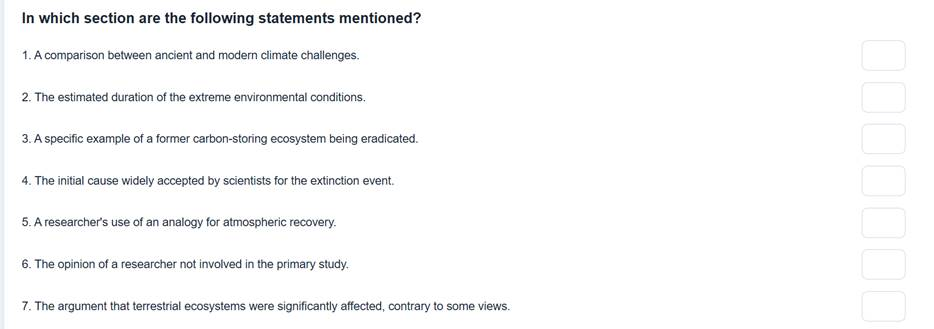 In which section are the following statements mentioned?
1. A comparison between ancient and modern climate challenges.
2. The estimated duration of the extreme environmental conditions.
3. A specific example of a former carbon-storing ecosystem being eradicated.
4. The initial cause widely accepted by scientists for the extinction event.
5. A researcher's use of an analogy for atmospheric recovery.
6. The opinion of a researcher not involved in the primary study.
7. The argument that terrestrial ecosystems were significantly affected, contrary to some views.